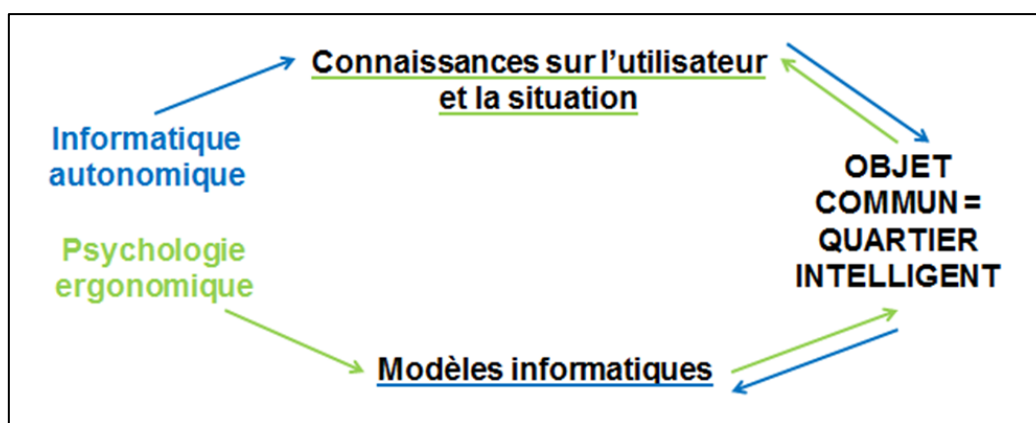 Connaissances sur l'utilisateur
et la situation
Informatique
autonomique
Psychologie
ergonomique
OBJET
COMMUN =
QUARTIER
INTELLIGENT
Modèles informatiques